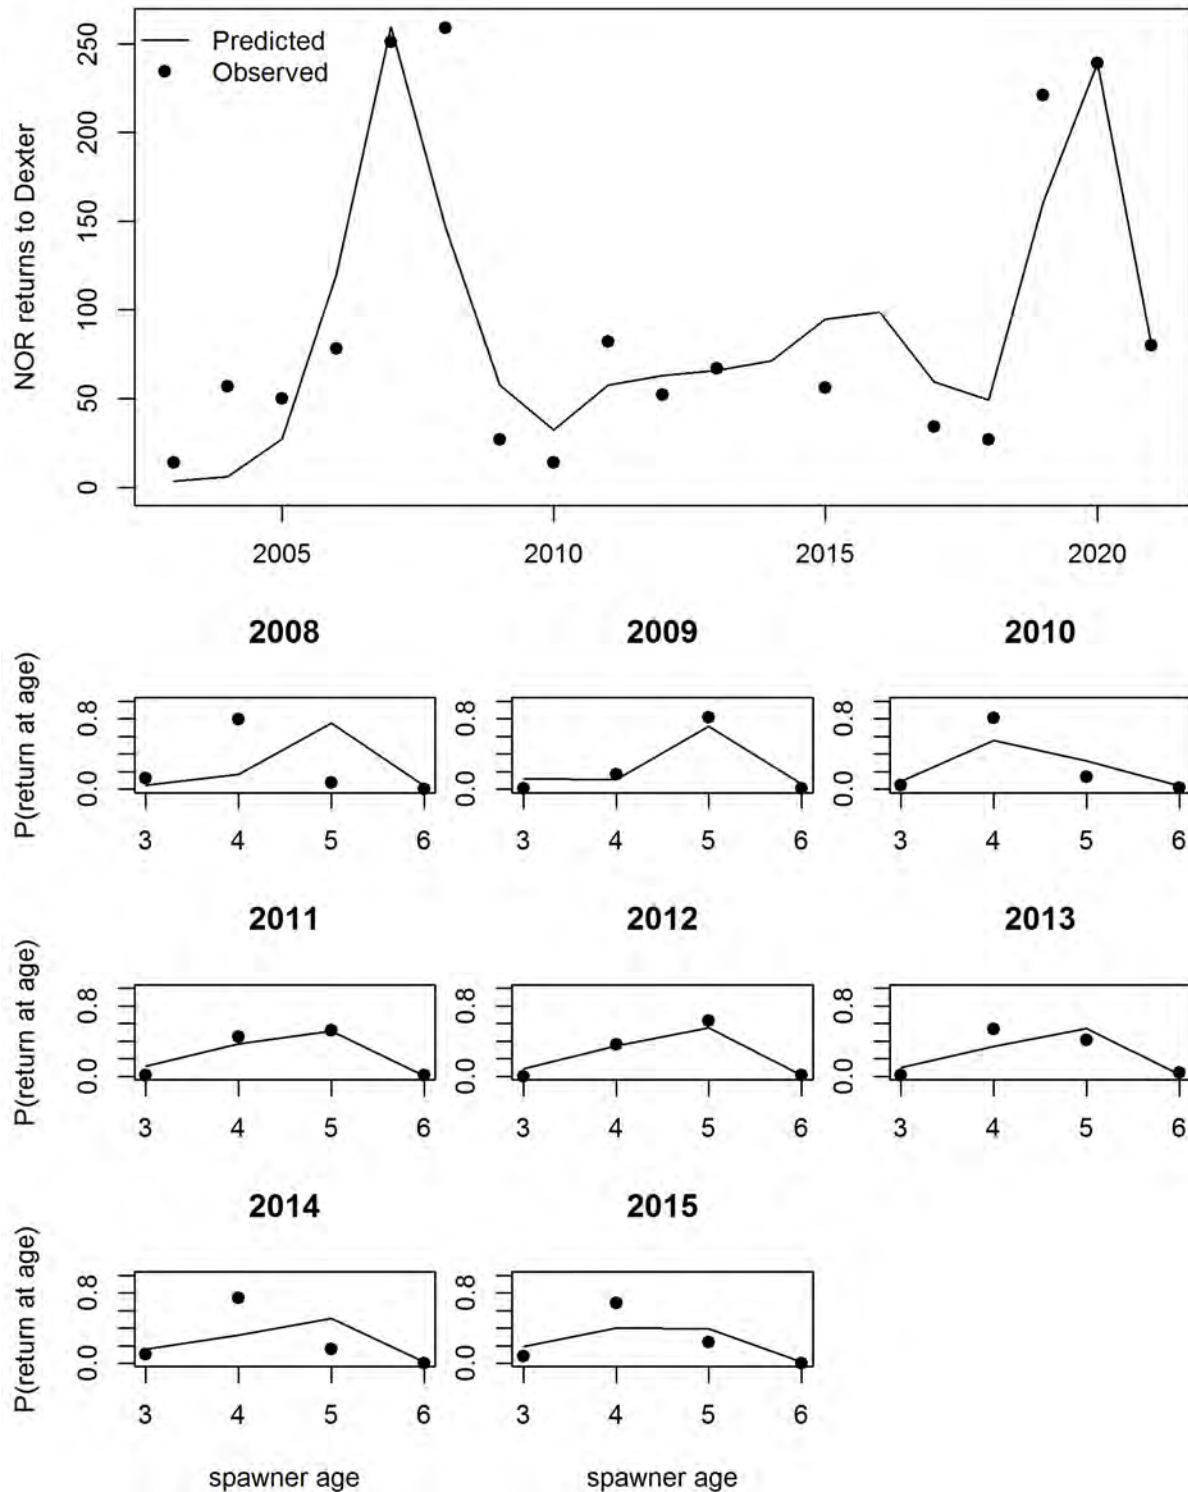 NOR returns to Dexter
250
200
150
100
50
0
Predicted
Observed
2005
2010
2015
2020
2008
2009
2010
P(return at age)
0.8
0.0
0.8
0.0
0.8
0.0
3 4 5 6
3 4 5 6
3 4 5 6
2011
2012
2013
P(return at age)
0.8
0.0
0.8
0.0
0.8
0.0
3 4 5 6
3 4 5 6
3 4 5 6
2014
2015
P(return at age)
0.8
0.0
0.8
0.0
3 4 5 6
3 4 5 6
spawner age
spawner age